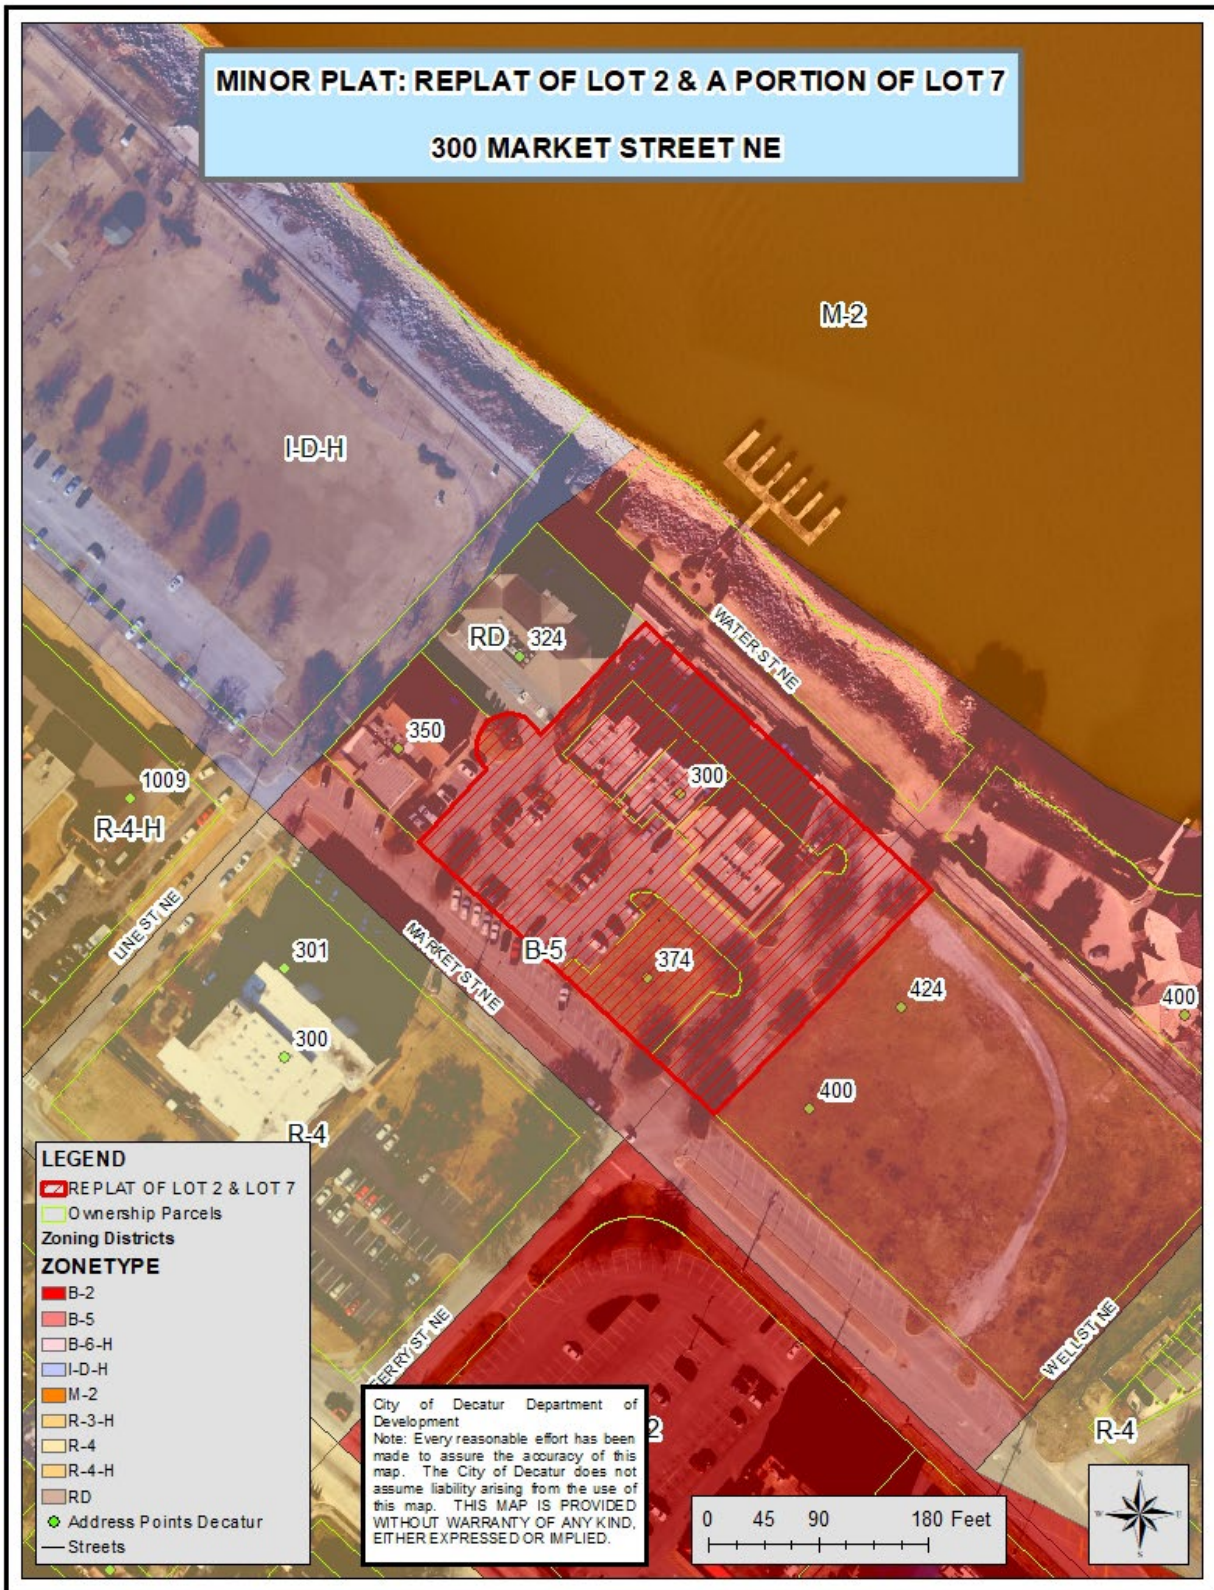 MINOR PLAT: REPLAT OF LOT 2 & A PORTION OF LOT 7
300 MARKET STREET NE
M-2
I-D-H
WATER ST NE
RD
324
350
300
1009
R-4-H
LINE ST NE
MARKET ST NE
B-5
301
374
424
400
300
400
R-4
LEGEND
REPLAT OF LOT 2 & LOT 7
Ownership Parcels
Zoning Districts
ZONETYPE
B-2
B-5
B-6-H
I-D-H
M-2
R-3-H
R-4
R-4-H
RD
Address Points Decatur
Streets
FERRY ST NE
WELL ST NE
2
R-4
City of Decatur Department of
Development
Note: Every reasonable effort has been
made to assure the accuracy of this
map. The City of Decatur does not
assume liability arising from the use of
this map. THIS MAP IS PROVIDED
WITHOUT WARRANTY OF ANY KIND,
EITHER EXPRESSED OR IMPLIED.
0 45 90 180 Feet
N
W E
S